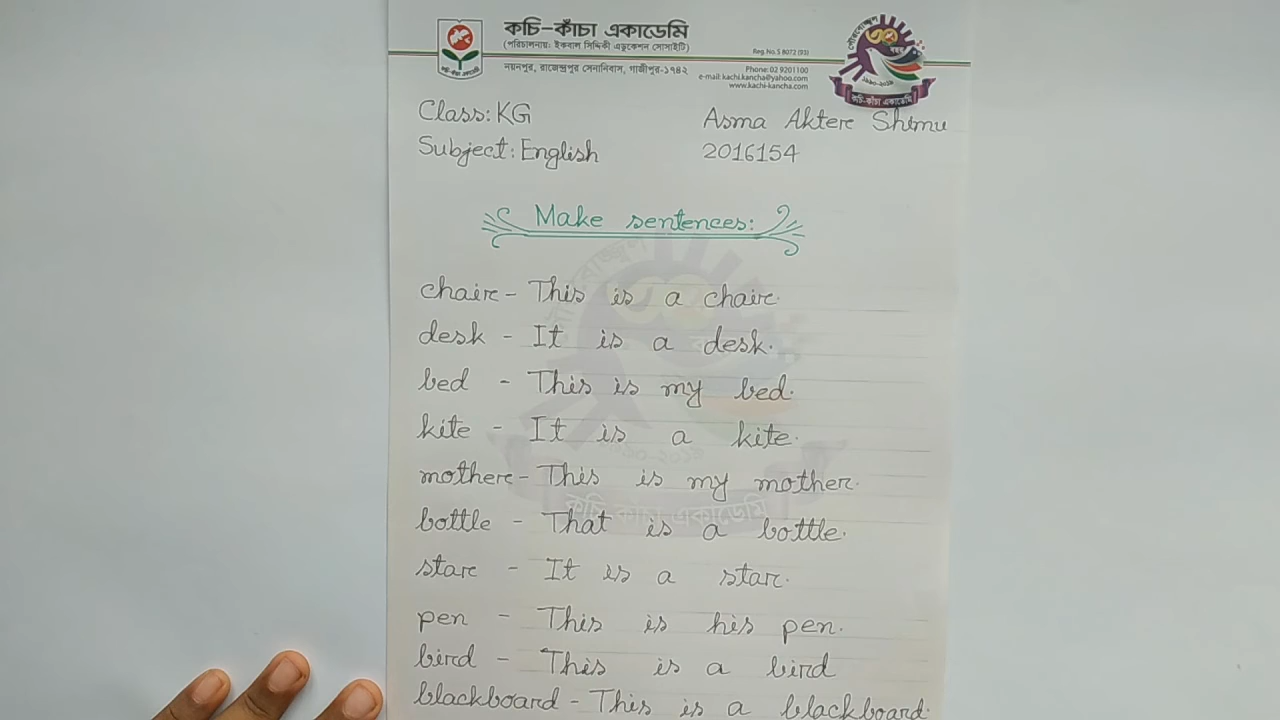 কচি-কাঁচা একাডেমি
(পরিচালনায়: ইকবাল সিদ্দিকী এডুকেশন সোসাইটি)
Reg. No. S 8072 (93)
নয়নপুর, রাজেন্দ্রপুর সেনানিবাস, গাজীপুর-১৭৪২
Phone: 02 9201100
e-mail: kachi.kancha@yahoo.com
www.kachi-kancha.com
কচি-কাঁচা একাডেমি
Class: KG
Asma Akter Shimu
Subject: English
2016154
Make sentences:
chair - This is a chair.
desk - It is a desk.
bed - This is my bed.
kite - It is a kite.
mother - This is my mother.
bottle - That is a bottle.
star - It is a star.
pen - This is his pen.
bird - This is a bird
blackboard - This is a blackboard.